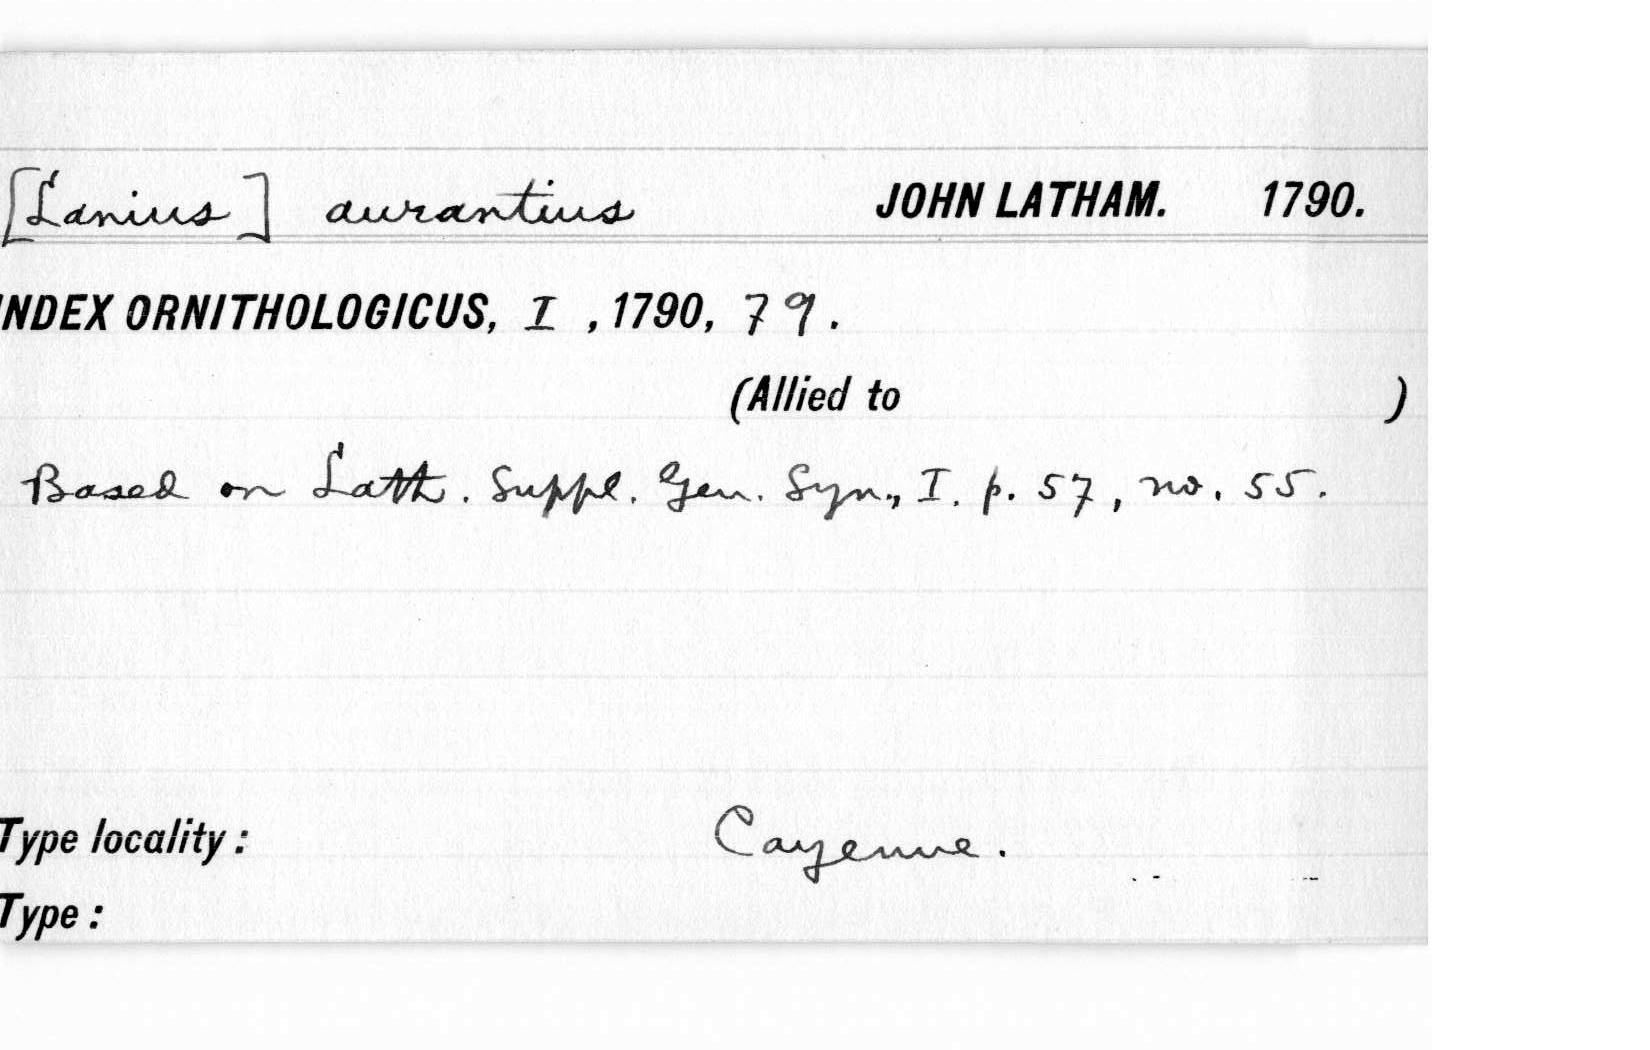 [Lanius] aurantius JOHN LATHAM. 1790.
INDEX ORNITHOLOGICUS, I , 1790, 79.
(Allied to )
Based on Lath. Suppl. Gen. Syn., I. p. 57, no. 55.
Type locality: Cayenne.
Type: